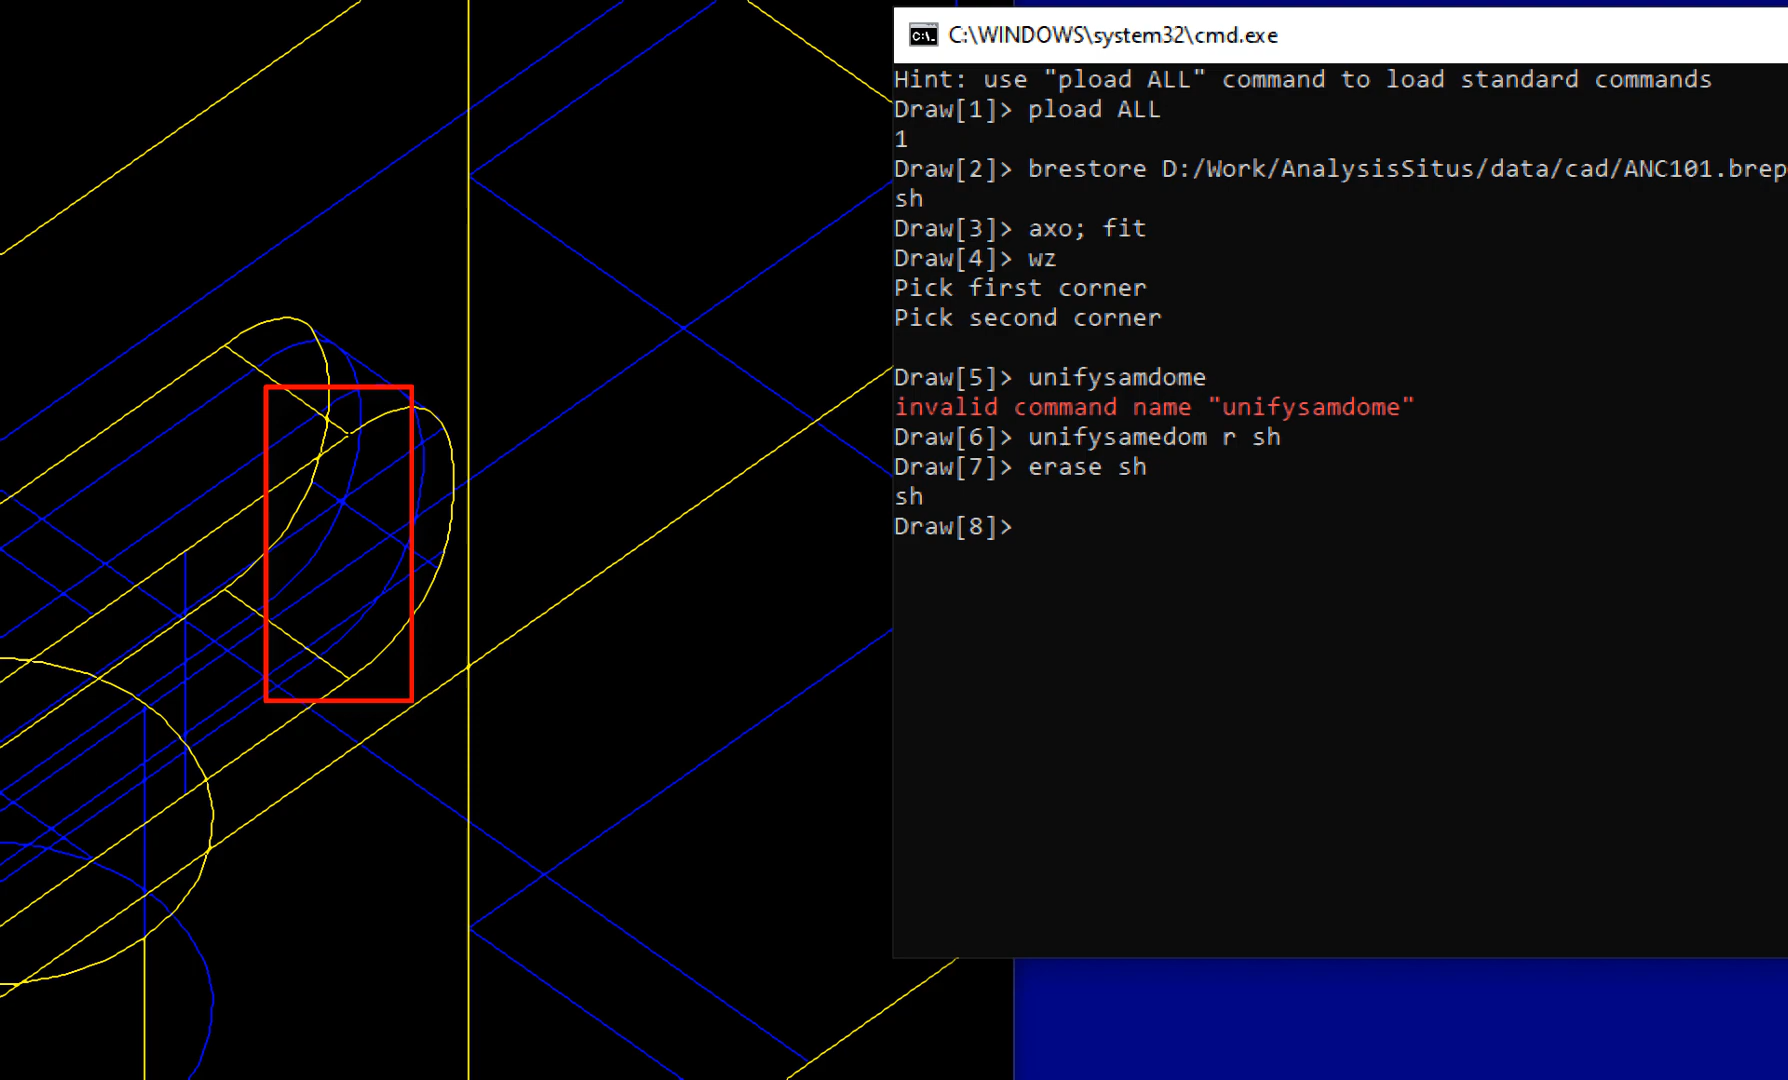 C:\WINDOWS\system32\cmd.exe
Hint: use "pload ALL" command to load standard commands
Draw[1]> pload ALL
1
Draw[2]> brestore D:/Work/AnalysisSitus/data/cad/ANC101.brep
sh
Draw[3]> axo; fit
Draw[4]> wz
Pick first corner
Pick second corner
Draw[5]> unifysamdome
invalid command name "unifysamdome"
Draw[6]> unifysamedom r sh
Draw[7]> erase sh
sh
Draw[8]>